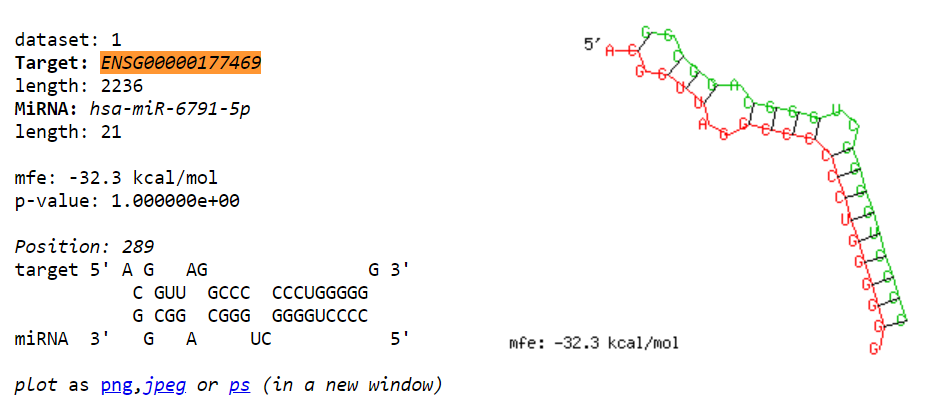 dataset: 1
Target: ENSG00000177469
length: 2236
MiRNA: hsa-miR-6791-5p
length: 21
mfe: -32.3 kcal/mol
p-value: 1.000000e+00
Position: 289
target 5' A G   AG               G 3'
C GUU  GCCC  CCCUGGGGG
G CGG  CGGG  GGGGUCCCC
miRNA  3'   G   A     UC           5'
plot as png,jpeg or ps (in a new window)
5'
mfe: -32.3 kcal/mol